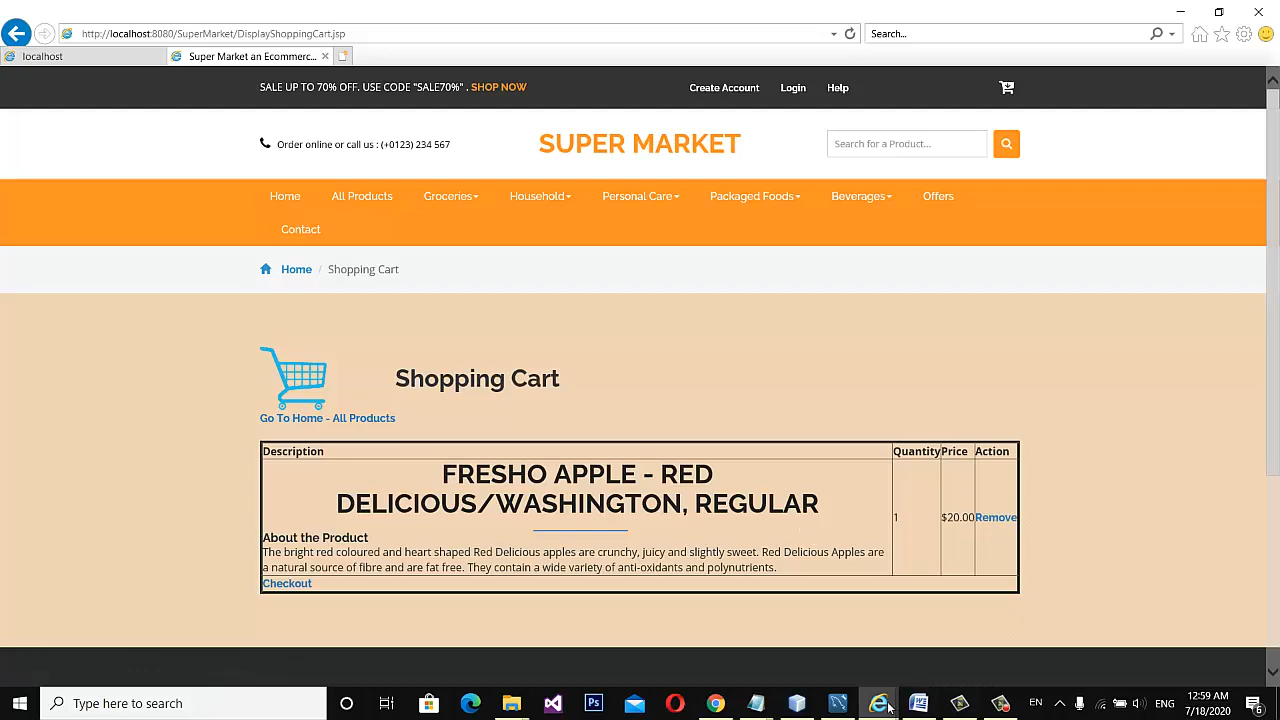 http://localhost:8080/SuperMarket/DisplayShoppingCart.jsp
Search...
localhost
Super Market an Ecommerc...
SALE UP TO 70% OFF. USE CODE "SALE70%" . SHOP NOW
Create Account
Login
Help
Order online or call us : (+0123) 234 567
SUPER MARKET
Search for a Product...
Home
All Products
Groceries
Household
Personal Care
Packaged Foods
Beverages
Offers
Contact
Home / Shopping Cart
Shopping Cart
Go To Home - All Products
Description
Quantity
Price
Action
FRESHO APPLE - RED
DELICIOUS/WASHINGTON, REGULAR
1
$20.00
Remove
About the Product
The bright red coloured and heart shaped Red Delicious apples are crunchy, juicy and slightly sweet. Red Delicious Apples are
a natural source of fibre and are fat free. They contain a wide variety of anti-oxidants and polynutrients.
Checkout
Type here to search
EN
ENG
12:59 AM
7/18/2020
6